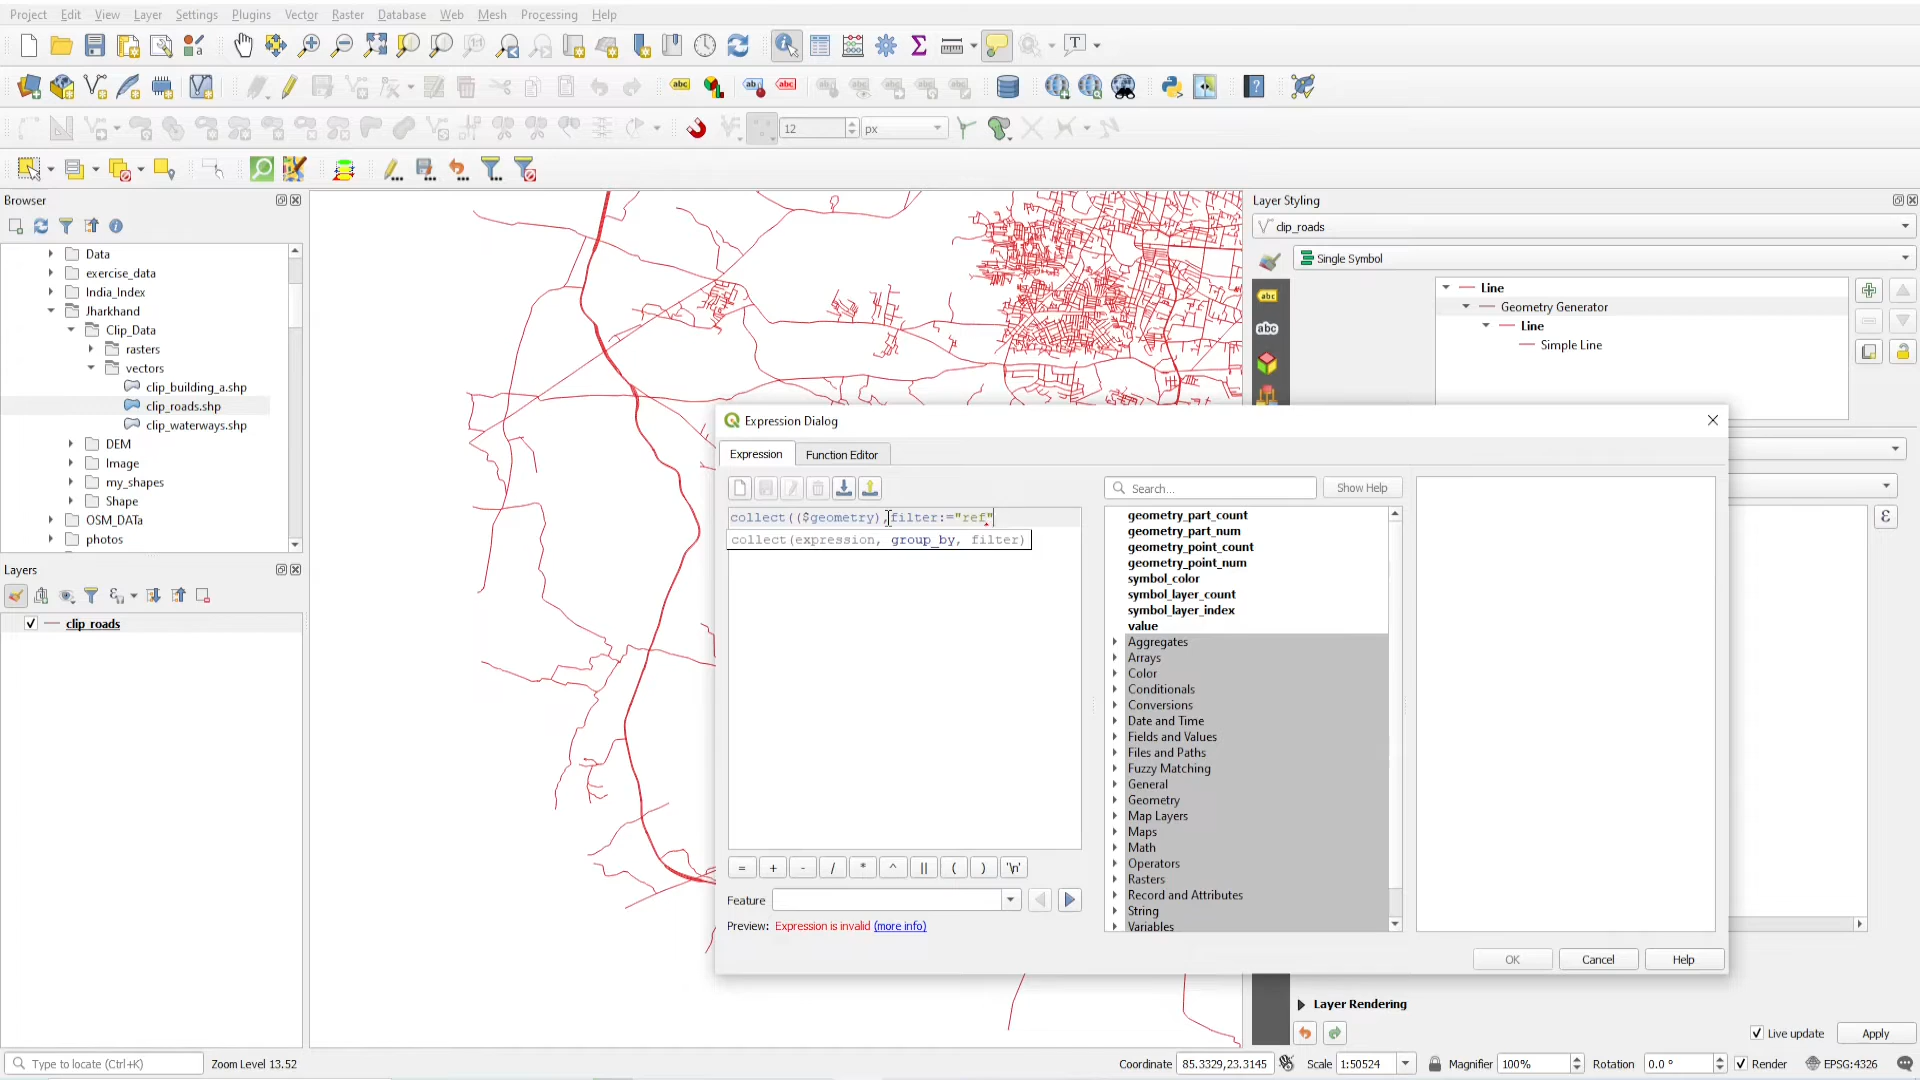 Project Edit View Layer Settings Plugins Vector Raster Database Web Mesh Processing Help
12 px
Browser
Data
exercise_data
India_Index
Jharkhand
Clip_Data
rasters
vectors
clip_building_a.shp
clip_roads.shp
clip_waterways.shp
DEM
Image
my_shapes
Shape
OSM_DATa
photos
Layers
clip_roads
Layer Styling
clip_roads
Single Symbol
Line
Geometry Generator
Line
Simple Line
Expression Dialog
Expression Function Editor
collect(($geometry),filter:="ref"
collect(expression, group_by, filter)
Search... Show Help
geometry_part_count
geometry_part_num
geometry_point_count
geometry_point_num
symbol_color
symbol_layer_count
symbol_layer_index
value
Aggregates
Arrays
Color
Conditionals
Conversions
Date and Time
Fields and Values
Files and Paths
Fuzzy Matching
General
Geometry
Map Layers
Maps
Math
Operators
Rasters
Record and Attributes
String
Variables
= + - / * ^ || ( ) '\n'
Feature
Preview: Expression is invalid (more info)
OK Cancel Help
Layer Rendering
Live update Apply
Type to locate (Ctrl+K) Zoom Level 13.52 Coordinate 85.3329,23.3145 Scale 1:50524 Magnifier 100% Rotation 0.0 ° Render EPSG:4326